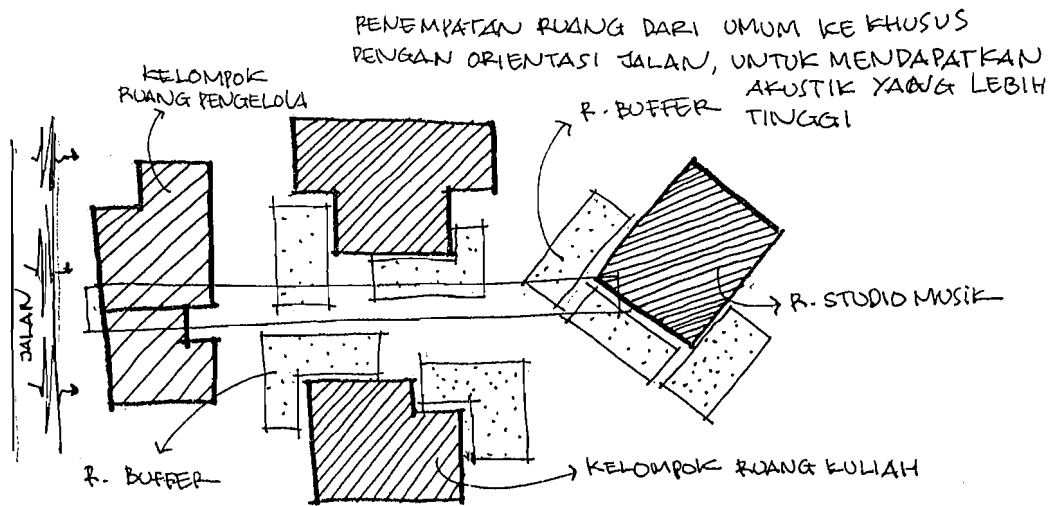 PENEMPATAN RUANG DARI UMUM KE KHUSUS
DENGAN ORIENTASI JALAN, UNTUK MENDAPATKAN
AKUSTIK YANG LEBIH
TINGGI
KELOMPOK
RUANG PENGELOLA
R. BUFFER
JALAN
R. STUDIO MUSIK
R. BUFFER
KELOMPOK RUANG KULIAH